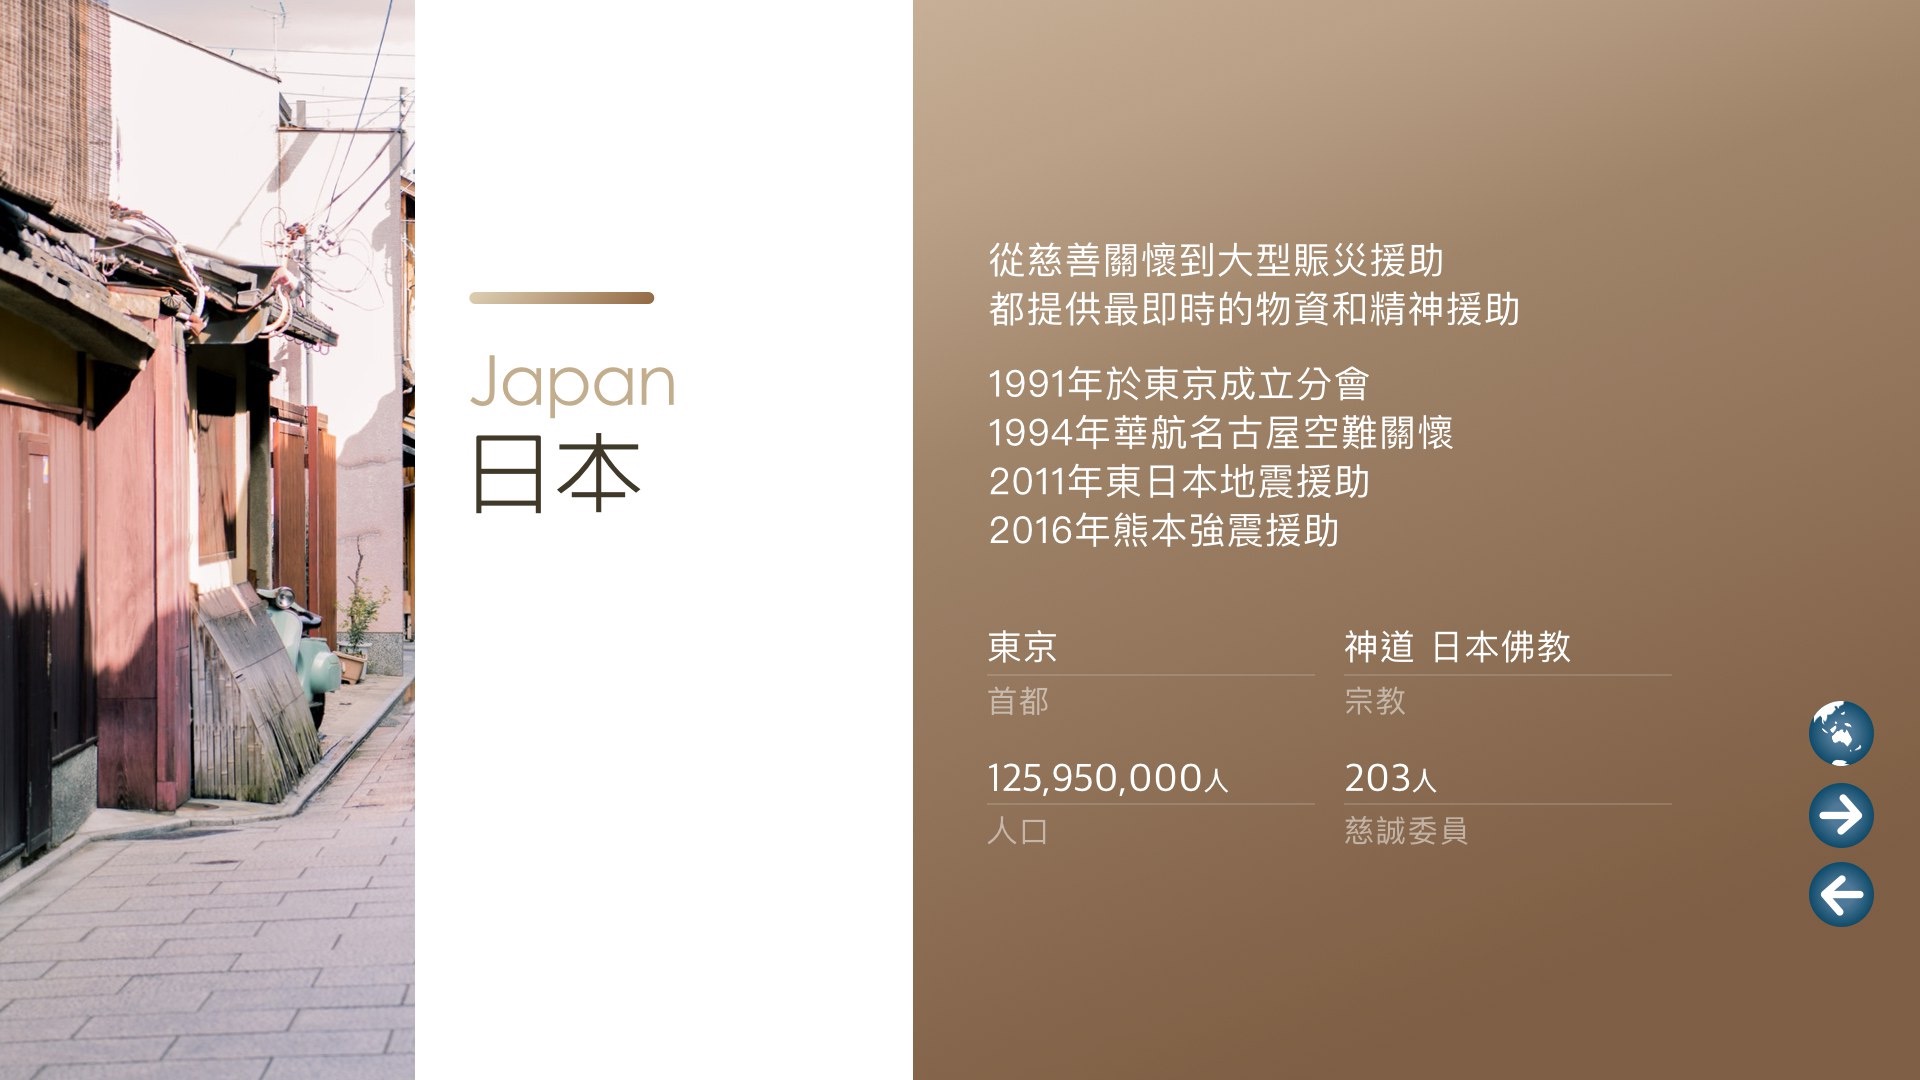 Japan
日本
從慈善關懷到大型賑災援助
都提供最即時的物資和精神援助
1991年於東京成立分會
1994年華航名古屋空難關懷
2011年東日本地震援助
2016年熊本強震援助
東京
首都
神道 日本佛教
宗教
125,950,000人
人口
203人
慈誠委員